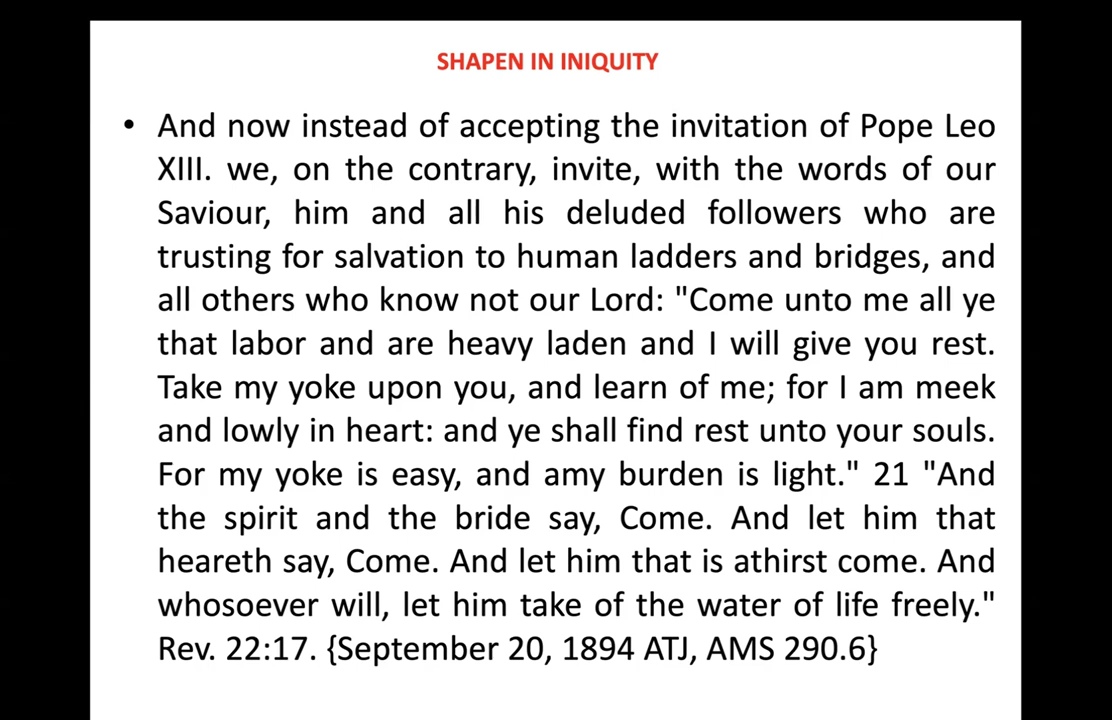 SHAPEN IN INIQUITY
• And now instead of accepting the invitation of Pope Leo
XIII. we, on the contrary, invite, with the words of our
Saviour, him and all his deluded followers who are
trusting for salvation to human ladders and bridges, and
all others who know not our Lord: "Come unto me all ye
that labor and are heavy laden and I will give you rest.
Take my yoke upon you, and learn of me; for I am meek
and lowly in heart: and ye shall find rest unto your souls.
For my yoke is easy, and amy burden is light." 21 "And
the spirit and the bride say, Come. And let him that
heareth say, Come. And let him that is athirst come. And
whosoever will, let him take of the water of life freely."
Rev. 22:17. {September 20, 1894 ATJ, AMS 290.6}